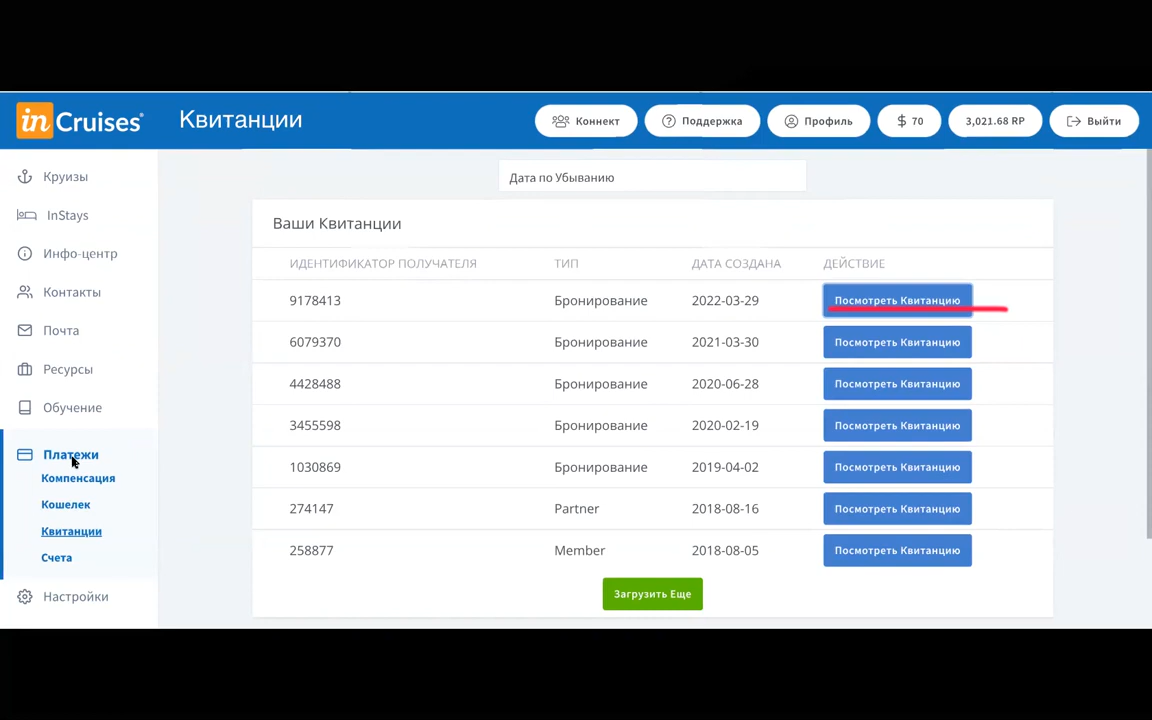 inCruises
Квитанции
Коннект
Поддержка
Профиль
$ 70
3,021.68 RP
Выйти
Круизы
InStays
Инфо-центр
Контакты
Почта
Ресурсы
Обучение
Платежи
Компенсация
Кошелек
Квитанции
Счета
Настройки
Дата по Убыванию
Ваши Квитанции
ИДЕНТИФИКАТОР ПОЛУЧАТЕЛЯ ТИП ДАТА СОЗДАНА ДЕЙСТВИЕ
9178413 Бронирование 2022-03-29 Посмотреть Квитанцию
6079370 Бронирование 2021-03-30 Посмотреть Квитанцию
4428488 Бронирование 2020-06-28 Посмотреть Квитанцию
3455598 Бронирование 2020-02-19 Посмотреть Квитанцию
1030869 Бронирование 2019-04-02 Посмотреть Квитанцию
274147 Partner 2018-08-16 Посмотреть Квитанцию
258877 Member 2018-08-05 Посмотреть Квитанцию
Загрузить Еще